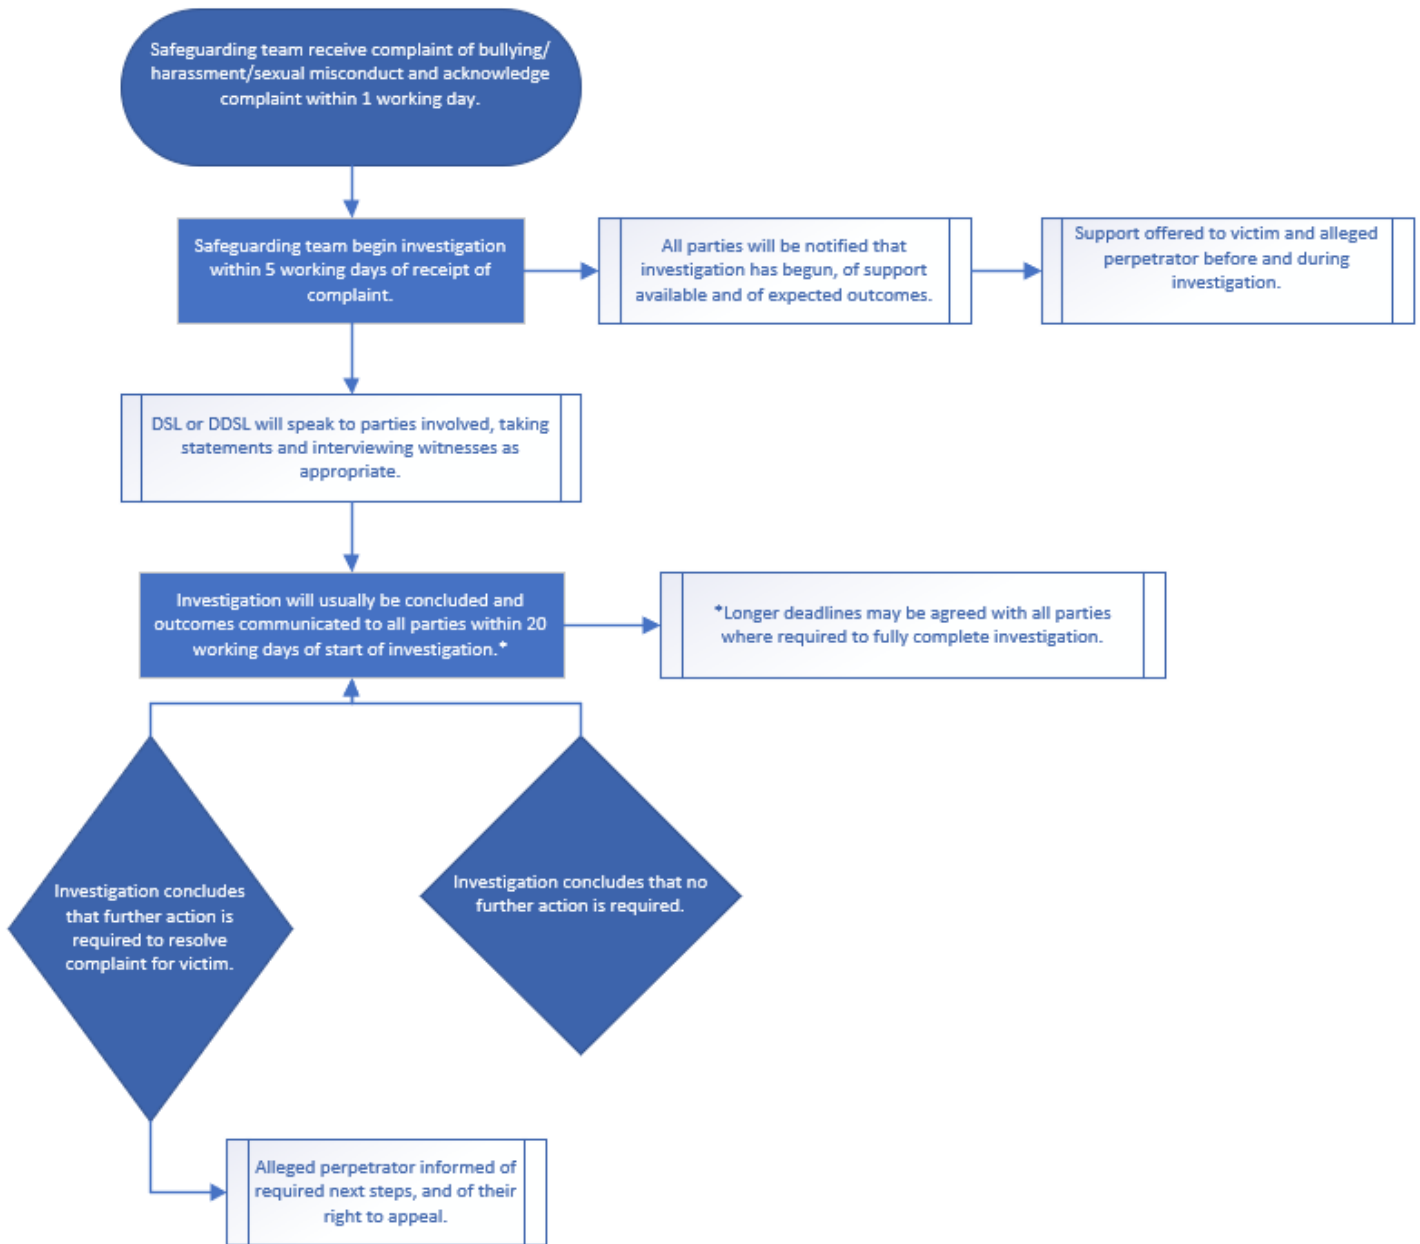 Safeguarding team receive complaint of bullying/
harassment/sexual misconduct and acknowledge
complaint within 1 working day.
Safeguarding team begin investigation
within 5 working days of receipt of
complaint.
All parties will be notified that
investigation has begun, of support
available and of expected outcomes.
Support offered to victim and alleged
perpetrator before and during
investigation.
DSL or DDSL will speak to parties involved, taking
statements and interviewing witnesses as
appropriate.
Investigation will usually be concluded and
outcomes communicated to all parties within 20
working days of start of investigation.*
*Longer deadlines may be agreed with all parties
where required to fully complete investigation.
Investigation concludes
that further action is
required to resolve
complaint for victim.
Investigation concludes that no
further action is required.
Alleged perpetrator informed of
required next steps, and of their
right to appeal.